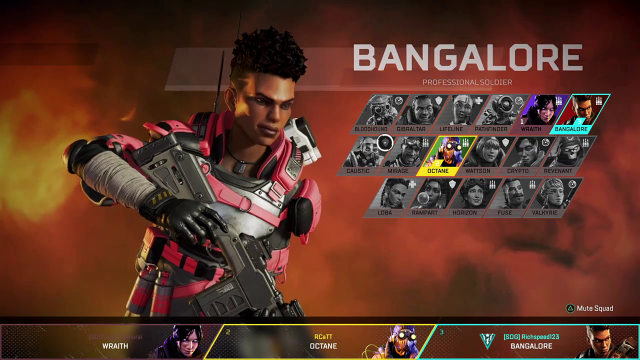 BANGALORE
PROFESSIONAL SOLDIER
BLOODHOUND GIBRALTAR LIFELINE PATHFINDER WRAITH BANGALORE
CAUSTIC MIRAGE OCTANE WATTSON CRYPTO REVENANT
LOBA RAMPART HORIZON FUSE VALKYRIE
Mute Squad
WRAITH
2
RCaTT
OCTANE
3
[SDG] Richspeed123
BANGALORE